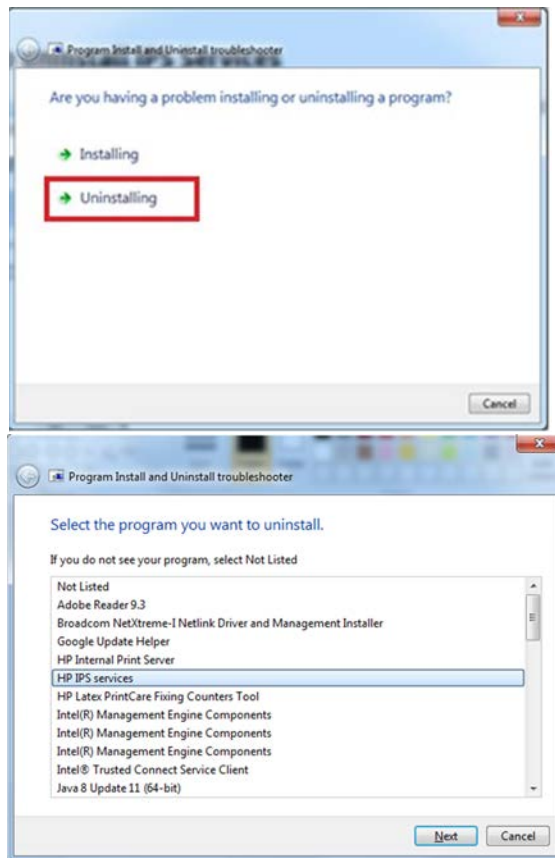 Program Install and Uninstall troubleshooter
Are you having a problem installing or uninstalling a program?
Installing
Uninstalling
Cancel
Program Install and Uninstall troubleshooter
Select the program you want to uninstall.
If you do not see your program, select Not Listed
Not Listed
Adobe Reader 9.3
Broadcom NetXtreme-I Netlink Driver and Management Installer
Google Update Helper
HP Internal Print Server
HP IPS services
HP Latex PrintCare Fixing Counters Tool
Intel(R) Management Engine Components
Intel(R) Management Engine Components
Intel(R) Management Engine Components
Intel® Trusted Connect Service Client
Java 8 Update 11 (64-bit)
Next Cancel